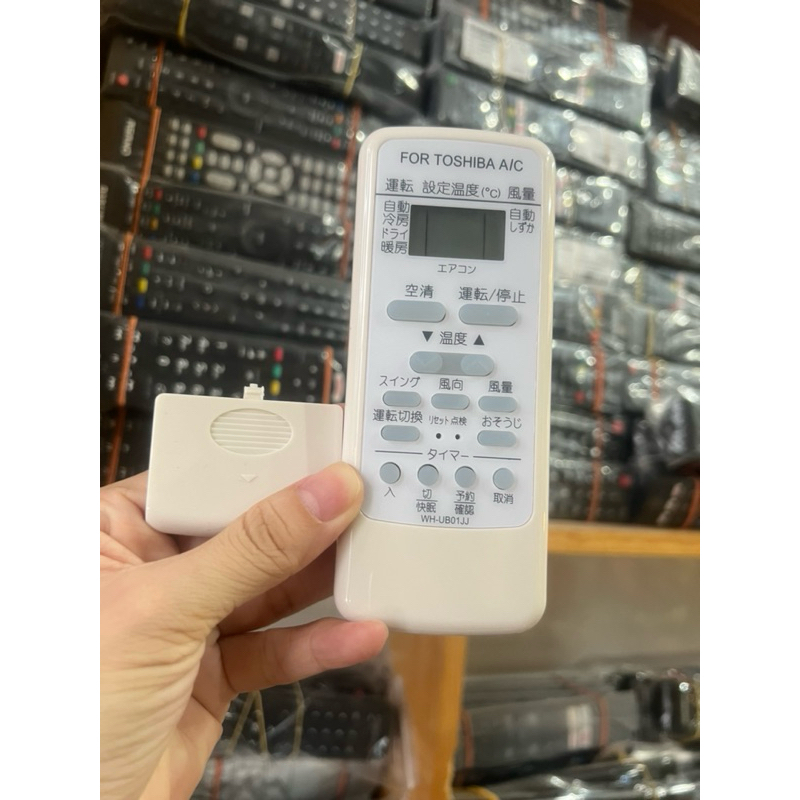 FOR TOSHIBA A/C
運転 設定温度(°C) 風量
自動 自動
冷房 しずか
ドライ
暖房
エアコン
空清 運転/停止
▼ 温度 ▲
スイング 風向 風量
運転切換 リセット 点検 おそうじ
タイマー
入 切 予約 取消
快眠 確認
WH-UB01JJ